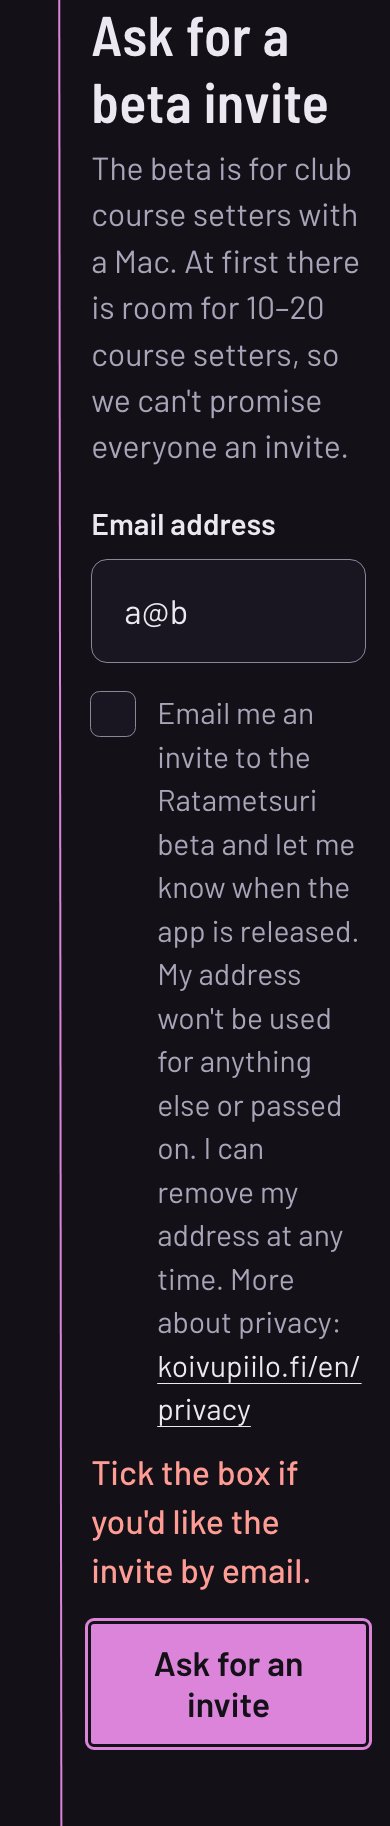 Ask for a
beta invite
The beta is for club
course setters with
a Mac. At first there
is room for 10–20
course setters, so
we can't promise
everyone an invite.
Email address
a@b
Email me an
invite to the
Ratametsuri
beta and let me
know when the
app is released.
My address
won't be used
for anything
else or passed
on. I can
remove my
address at any
time. More
about privacy:
koivupiilo.fi/en/
privacy
Tick the box if
you'd like the
invite by email.
Ask for an
invite